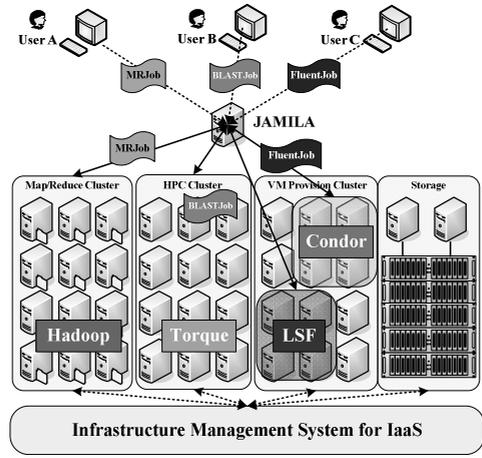 User A
User B
User C
MRJob
BLASTJob
FluentJob
JAMILA
MRJob
FluentJob
Map/Reduce Cluster
HPC Cluster
VM Provision Cluster
Storage
BLASTJob
Condor
Hadoop
Torque
LSF
Infrastructure Management System for IaaS